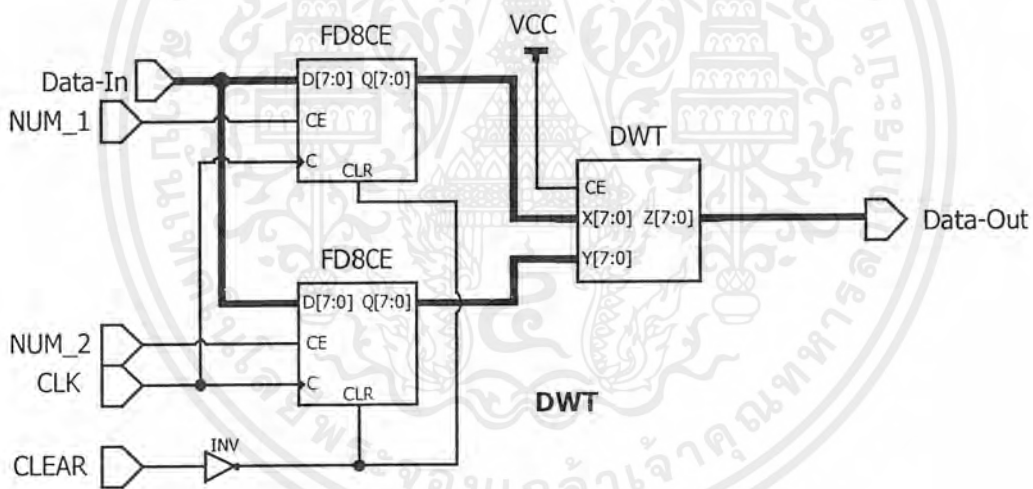 FD8CE
VCC
Data-In
D[7:0] Q[7:0]
NUM_1
CE
C
CLR
DWT
CE
X[7:0] Z[7:0]
Y[7:0]
Data-Out
FD8CE
D[7:0] Q[7:0]
NUM_2
CE
CLK
C
CLR
DWT
INV
CLEAR